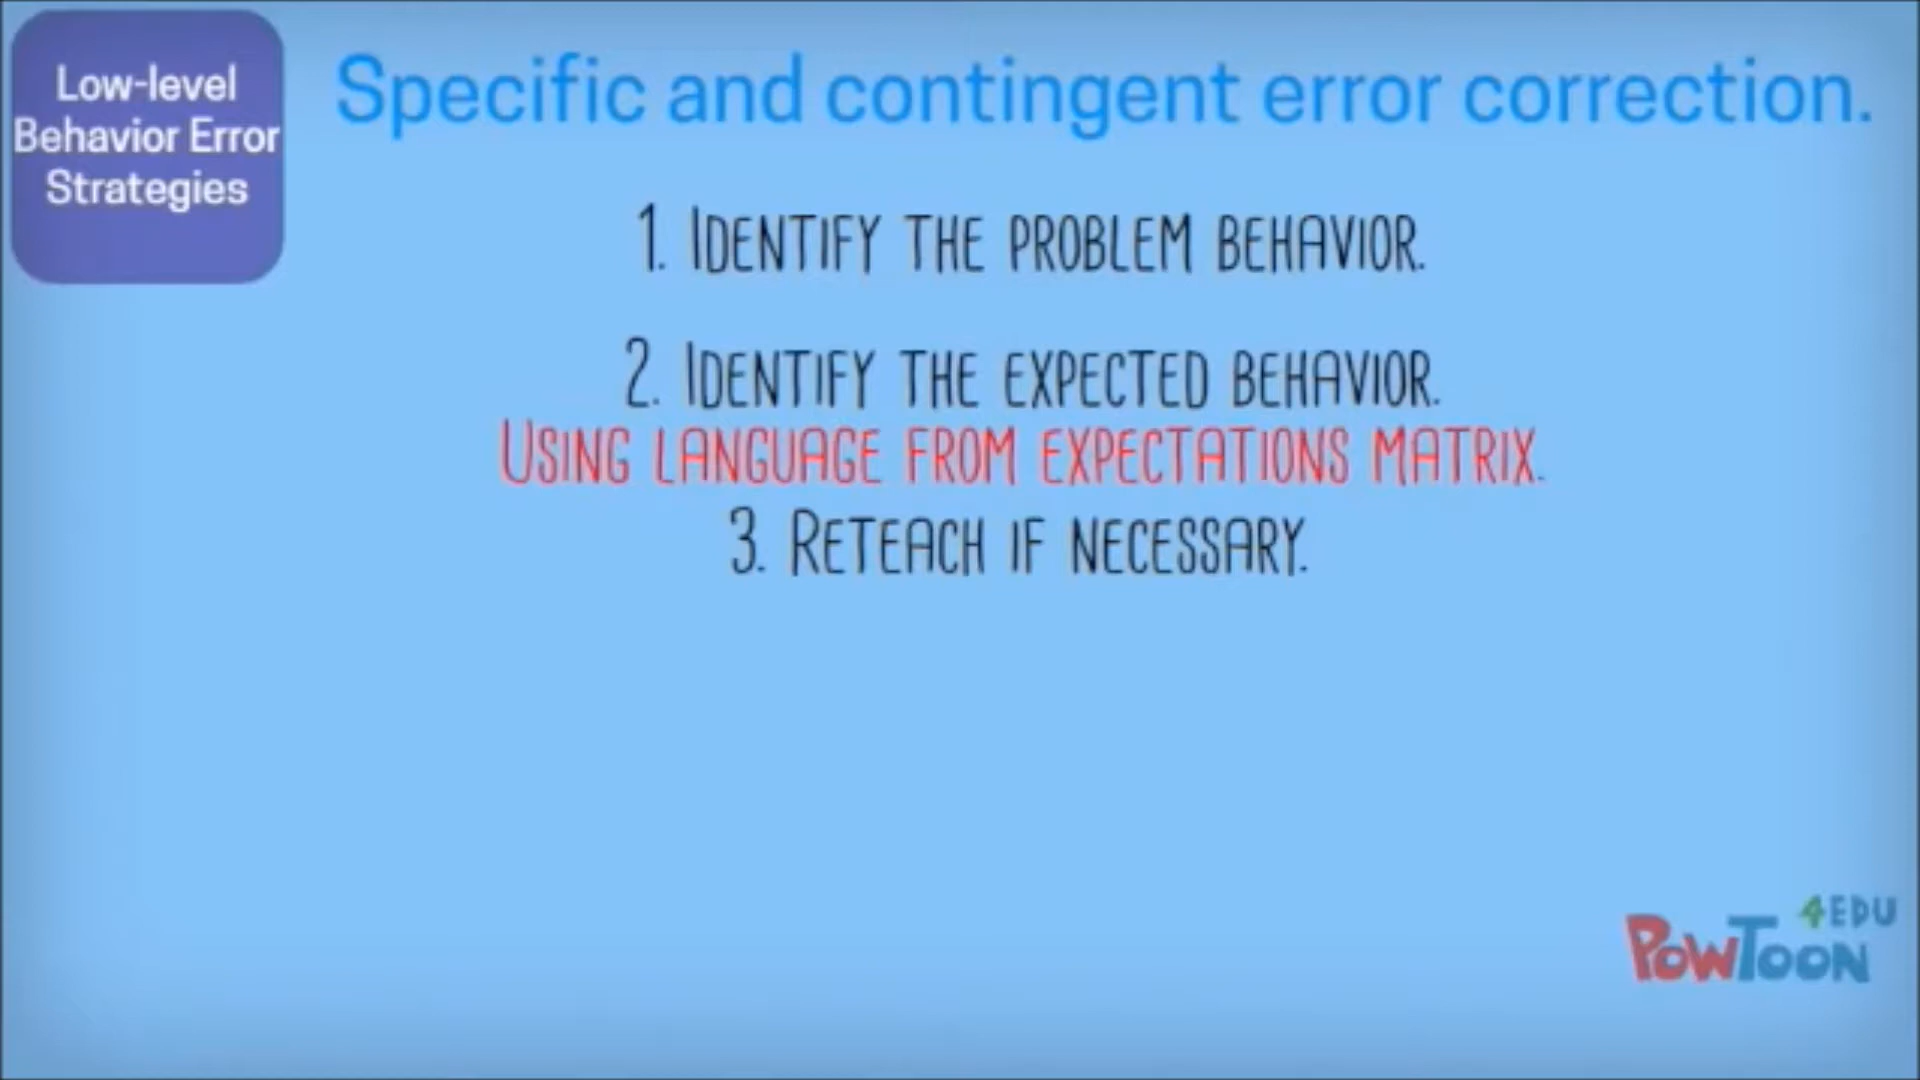 Low-level
Behavior Error
Strategies
Specific and contingent error correction.
1. Identify the problem behavior.
2. Identify the expected behavior.
Using language from expectations matrix.
3. Reteach if necessary.
4EDU
PowToon